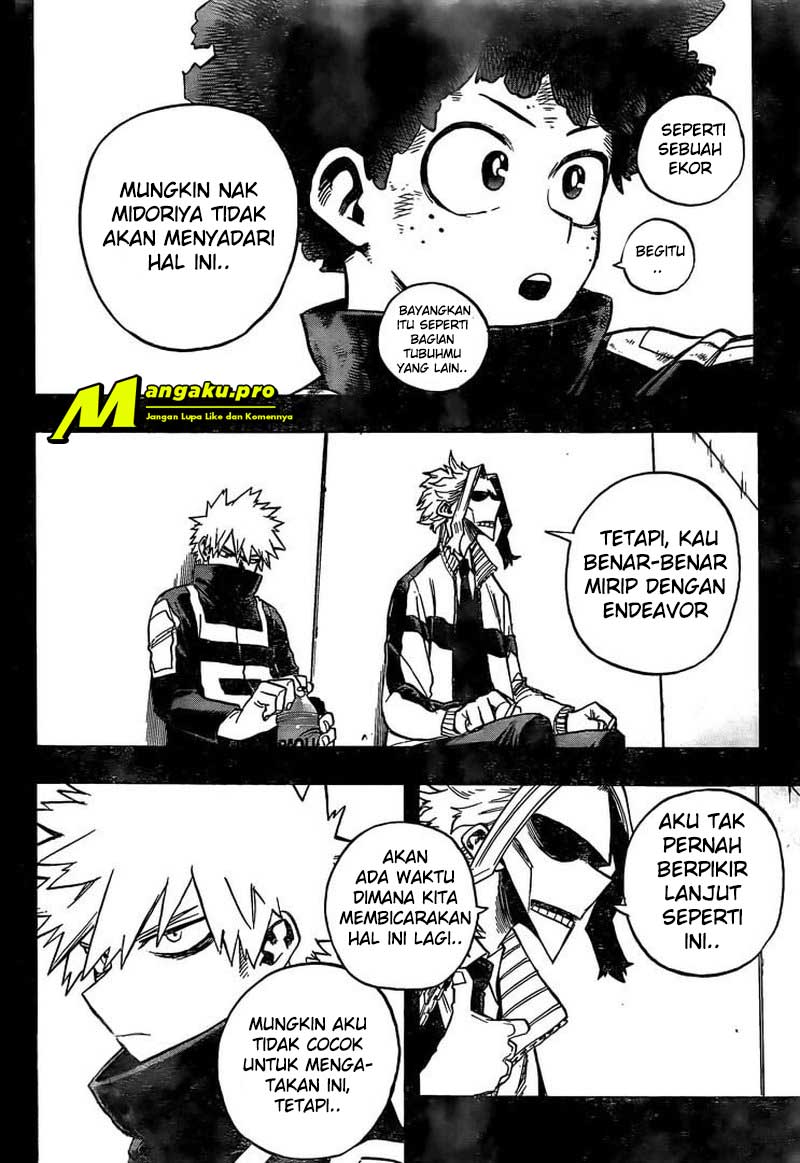 SEPERTI
SEBUAH
EKOR
MUNGKIN NAK
MIDORIYA TIDAK
AKAN MENYADARI
HAL INI..
BEGITU
..
BAYANGKAN
ITU SEPERTI
BAGIAN
TUBUHMU
YANG LAIN..
Mangaku.pro
Jangan Lupa Like dan Komennya
TETAPI, KAU
BENAR-BENAR
MIRIP DENGAN
ENDEAVOR
AKU TAK
PERNAH
BERPIKIR
LANJUT
SEPERTI
INI..
AKAN
ADA WAKTU
DIMANA KITA
MEMBICARAKAN
HAL INI LAGI..
MUNGKIN AKU
TIDAK COCOK
UNTUK MENGA-
TAKAN INI,
TETAPI..